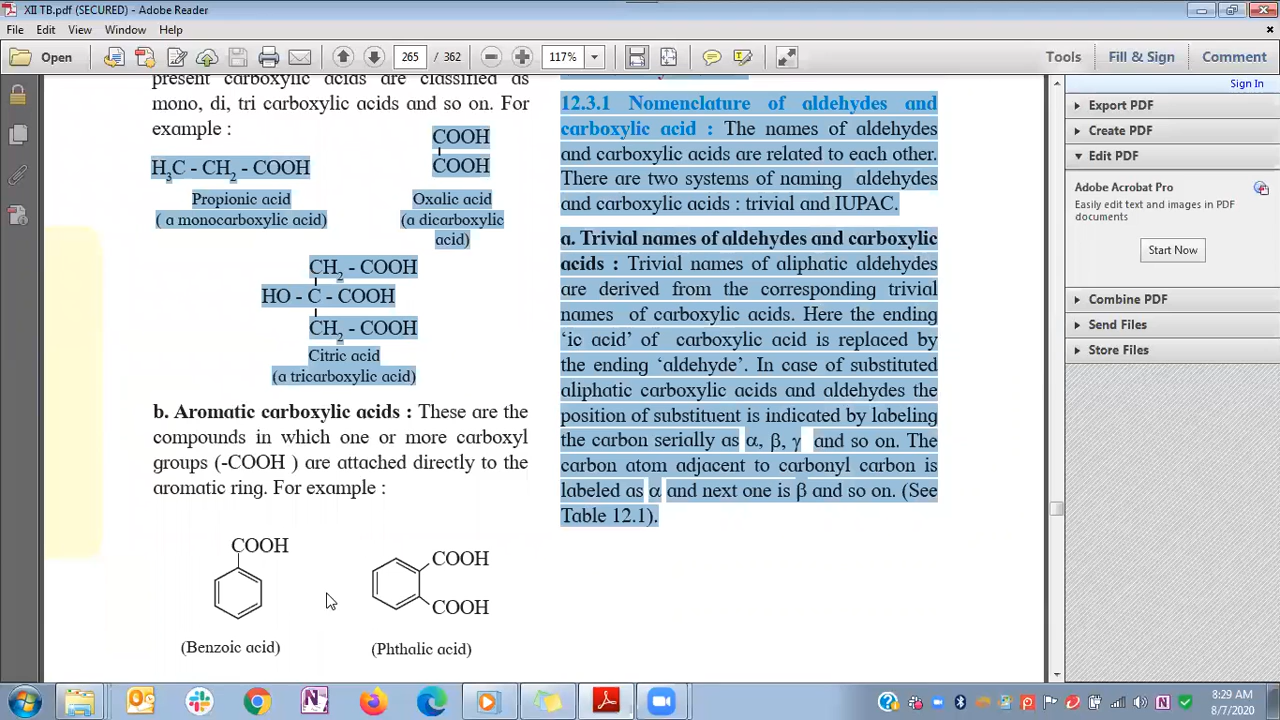 XII TB.pdf (SECURED) - Adobe Reader
File Edit View Window Help
Open 265 / 362 117% Tools Fill & Sign Comment
present carboxylic acids are classified as
mono, di, tri carboxylic acids and so on. For
example :
COOH
COOH
H3C - CH2 - COOH
Propionic acid
( a monocarboxylic acid)
Oxalic acid
(a dicarboxylic
acid)
CH2 - COOH
HO - C - COOH
CH2 - COOH
Citric acid
(a tricarboxylic acid)
b. Aromatic carboxylic acids : These are the
compounds in which one or more carboxyl
groups (-COOH ) are attached directly to the
aromatic ring. For example :
COOH
(Benzoic acid)
COOH
COOH
(Phthalic acid)
12.3.1 Nomenclature of aldehydes and
carboxylic acid : The names of aldehydes
and carboxylic acids are related to each other.
There are two systems of naming aldehydes
and carboxylic acids : trivial and IUPAC.
a. Trivial names of aldehydes and carboxylic
acids : Trivial names of aliphatic aldehydes
are derived from the corresponding trivial
names of carboxylic acids. Here the ending
‘ic acid’ of carboxylic acid is replaced by
the ending ‘aldehyde’. In case of substituted
aliphatic carboxylic acids and aldehydes the
position of substituent is indicated by labeling
the carbon serially as α, β, γ and so on. The
carbon atom adjacent to carbonyl carbon is
labeled as α and next one is β and so on. (See
Table 12.1).
Sign In
Export PDF
Create PDF
Edit PDF
Adobe Acrobat Pro
Easily edit text and images in PDF
documents
Start Now
Combine PDF
Send Files
Store Files
8:29 AM
8/7/2020